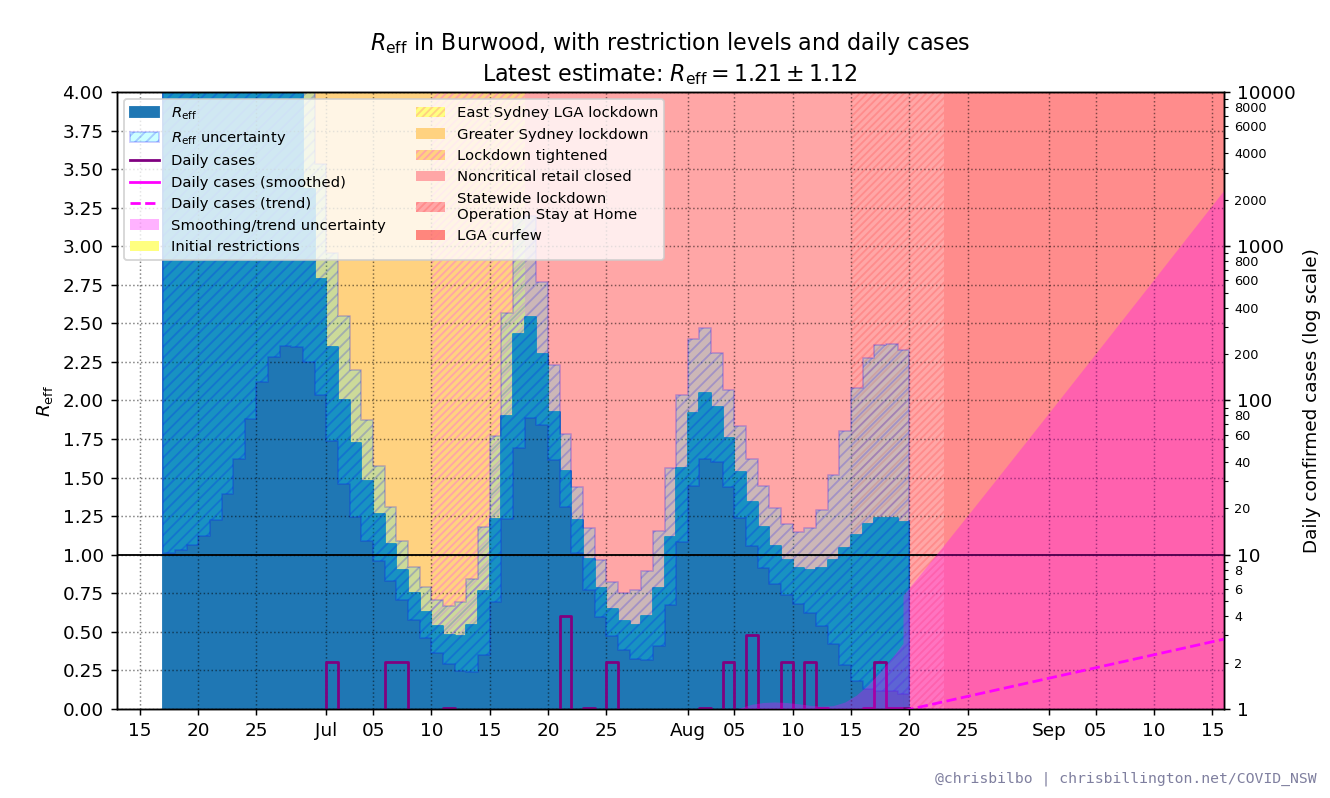 R_eff in Burwood, with restriction levels and daily cases
Latest estimate: R_eff = 1.21 ± 1.12
R_eff
R_eff uncertainty
Daily cases
Daily cases (smoothed)
Daily cases (trend)
Smoothing/trend uncertainty
Initial restrictions
East Sydney LGA lockdown
Greater Sydney lockdown
Lockdown tightened
Noncritical retail closed
Statewide lockdown
Operation Stay at Home
LGA curfew
R_eff
4.00
3.75
3.50
3.25
3.00
2.75
2.50
2.25
2.00
1.75
1.50
1.25
1.00
0.75
0.50
0.25
0.00
15 20 25 Jul 05 10 15 20 25 Aug 05 10 15 20 25 Sep 05 10 15
10000
8000
6000
4000
2000
1000
800
600
400
200
100
80
60
40
20
10
8
6
4
2
1
Daily confirmed cases (log scale)
@chrisbilbo | chrisbillington.net/COVID_NSW